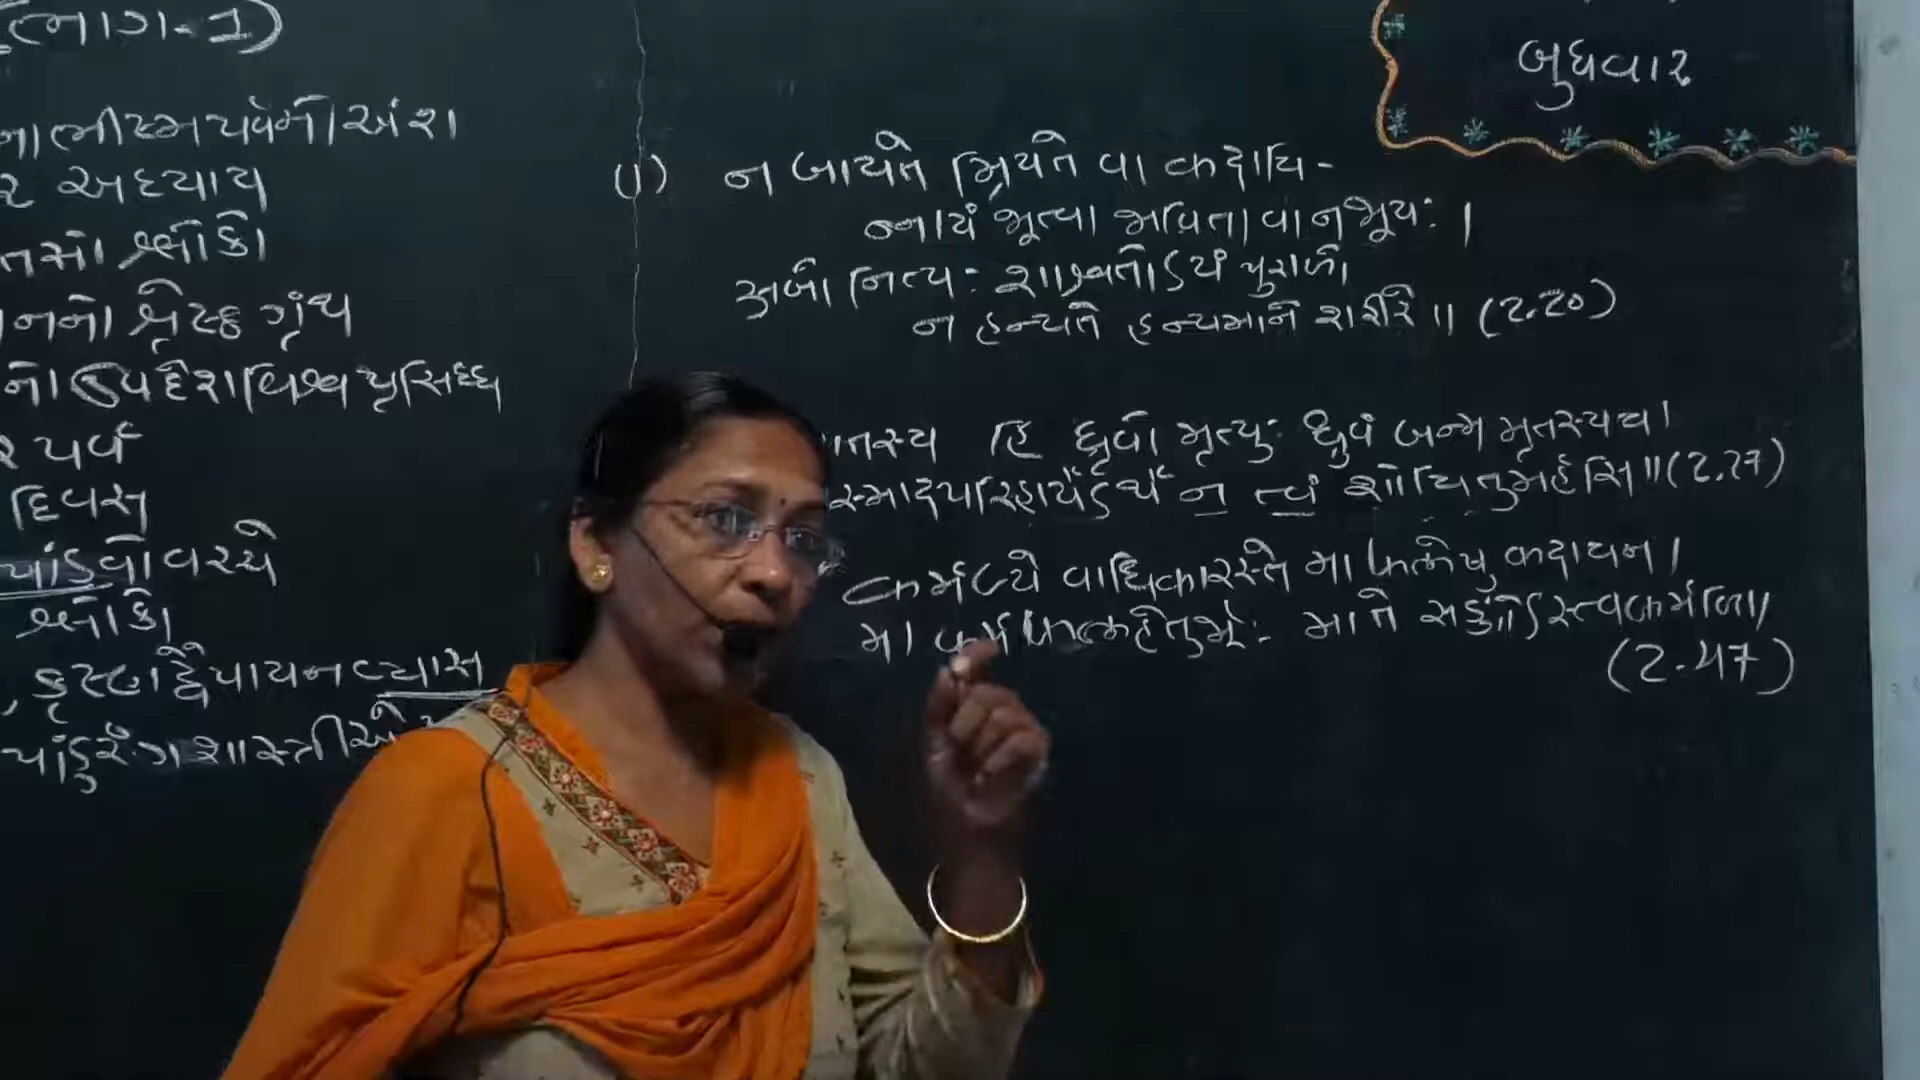 (ભાગ-1)
ના ભીષ્મપર્વનો અંશ
ર અધ્યાય
તસો શ્લોકો
નનો શ્રેષ્ઠ ગ્રંથ
નો ઉપદેશ વિશ્વ પ્રસિધ્ધ
ર પર્વ
દિવસ
પાંડવો વચ્ચે
શ્લોકો
, કૃષ્ણદ્વૈપાયન વ્યાસ
પાંડુરંગ શાસ્ત્રીએ
બુધવાર
(1) ન જાયતે મ્રિયતે વા કદાચિ-
ન્નાયં ભૂત્વા ભવિતા વા ન ભૂયઃ |
અજો નિત્યઃ શાશ્વતોઽયં પુરાણો
ન હન્યતે હન્યમાને શરીરે || (2.20)
તસ્ય હિ ધ્રુવો મૃત્યુઃ ધ્રુવં જન્મ મૃતસ્ય ચ |
સ્માદપરિહાર્યેઽર્થે ન ત્વં શોચિતુમર્હસિ || (2.27)
કર્મણ્યે વાધિકારસ્તે મા ફલેષુ કદાચન |
મા કર્મફલહેતુર્ભૂઃ મા તે સઙ્ગોઽસ્ત્વકર્મણિ ||
(2.47)